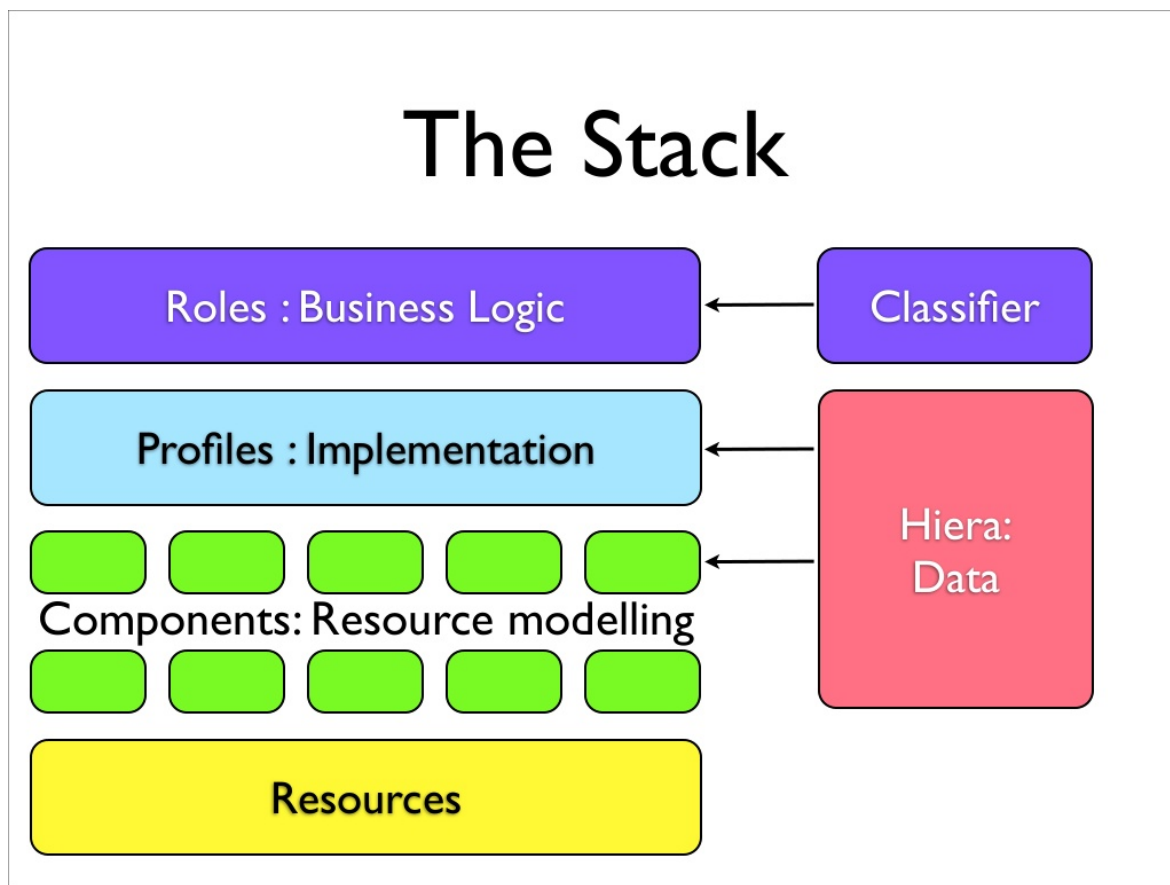 The Stack
Roles : Business Logic
Classifier
Profiles : Implementation
Hiera:
Data
Components: Resource modelling
Resources